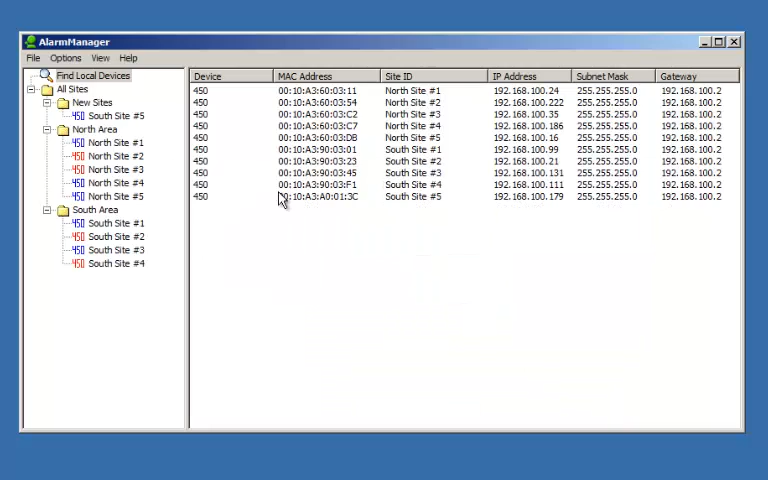 AlarmManager
File Options View Help
Find Local Devices
All Sites
New Sites
450 South Site #5
North Area
450 North Site #1
450 North Site #2
450 North Site #3
450 North Site #4
450 North Site #5
South Area
450 South Site #1
450 South Site #2
450 South Site #3
450 South Site #4
Device MAC Address Site ID IP Address Subnet Mask Gateway
450 00:10:A3:60:03:11 North Site #1 192.168.100.24 255.255.255.0 192.168.100.2
450 00:10:A3:60:03:54 North Site #2 192.168.100.222 255.255.255.0 192.168.100.2
450 00:10:A3:60:03:C2 North Site #3 192.168.100.35 255.255.255.0 192.168.100.2
450 00:10:A3:60:03:C7 North Site #4 192.168.100.186 255.255.255.0 192.168.100.2
450 00:10:A3:60:03:DB North Site #5 192.168.100.16 255.255.255.0 192.168.100.2
450 00:10:A3:90:03:01 South Site #1 192.168.100.99 255.255.255.0 192.168.100.2
450 00:10:A3:90:03:23 South Site #2 192.168.100.21 255.255.255.0 192.168.100.2
450 00:10:A3:90:03:45 South Site #3 192.168.100.131 255.255.255.0 192.168.100.2
450 00:10:A3:90:03:F1 South Site #4 192.168.100.111 255.255.255.0 192.168.100.2
450 00:10:A3:A0:01:3C South Site #5 192.168.100.179 255.255.255.0 192.168.100.2